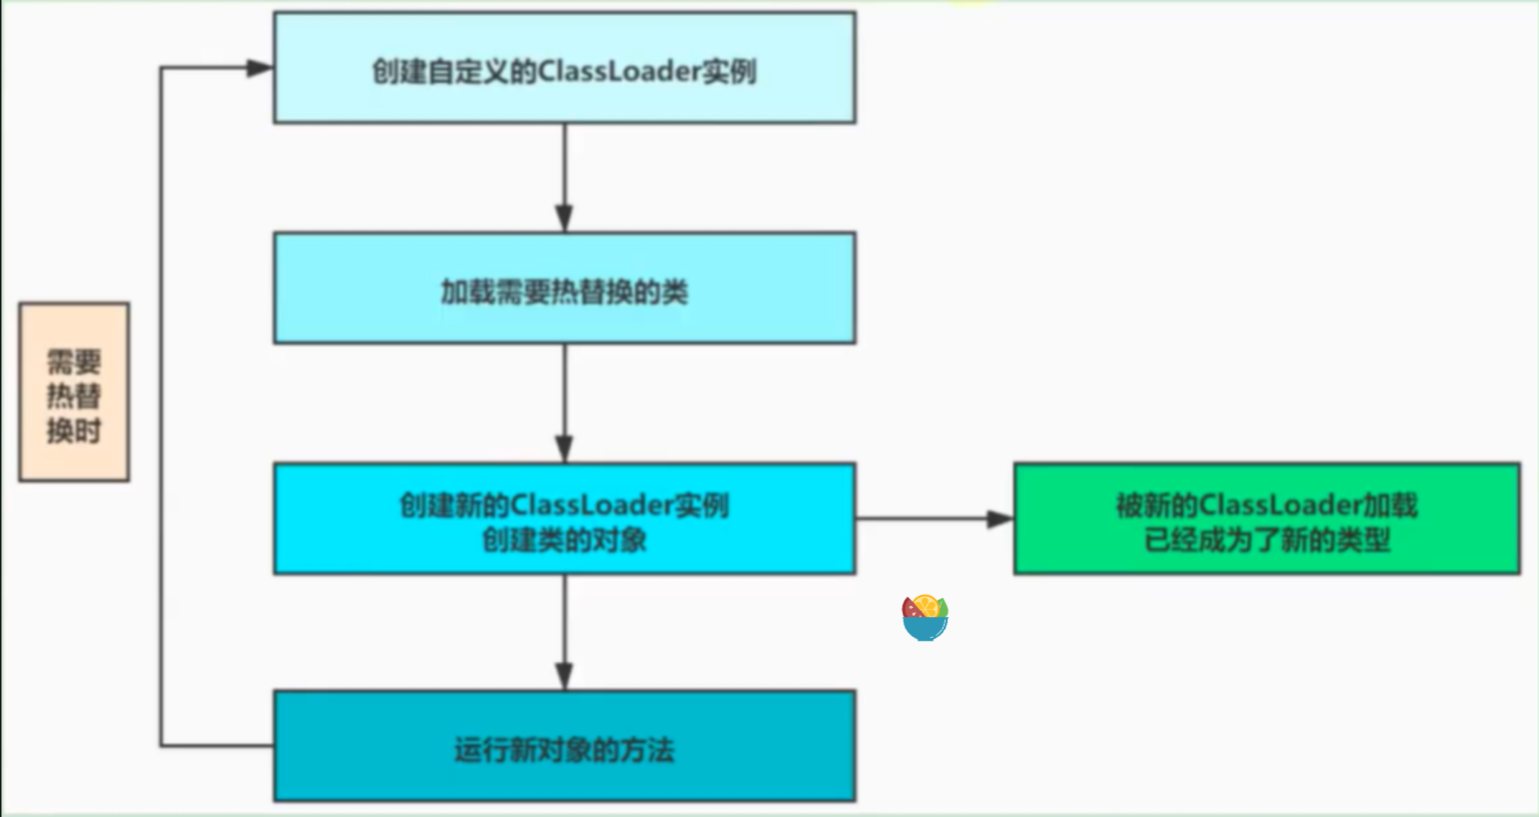 创建自定义的ClassLoader实例
加载需要热替换的类
需要
热替
换时
创建新的ClassLoader实例
创建类的对象
被新的ClassLoader加载
已经成为了新的类型
运行新对象的方法